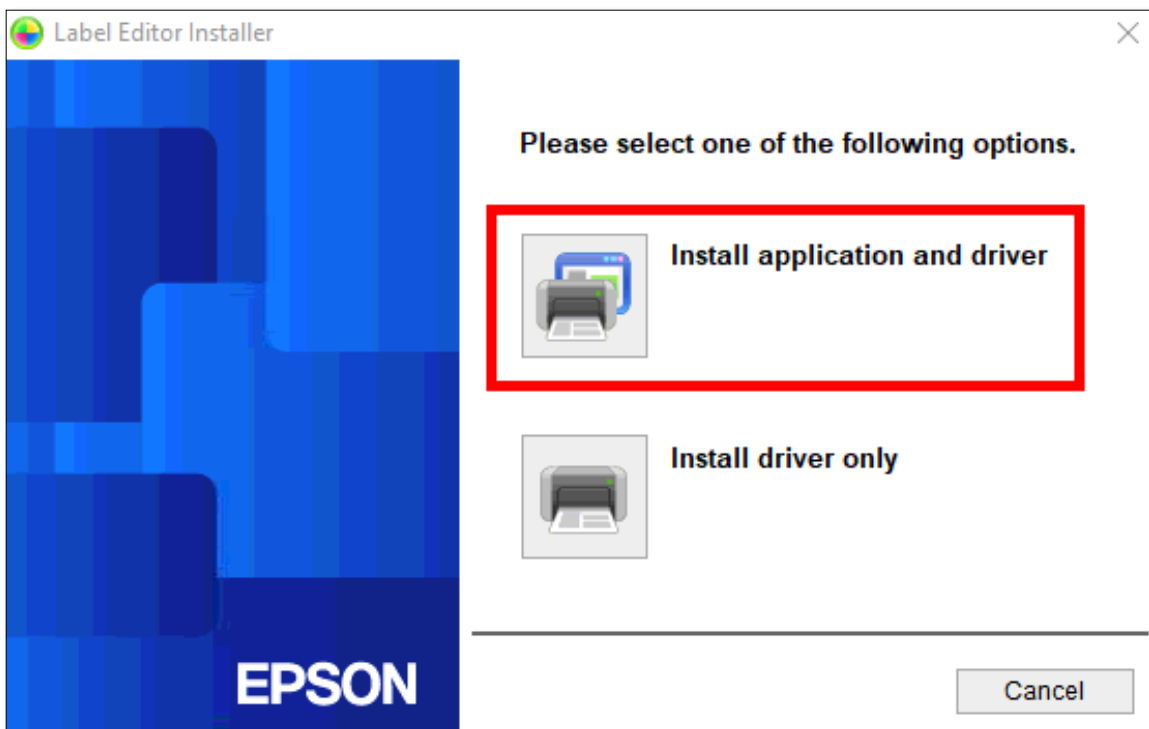 Label Editor Installer
Please select one of the following options.
Install application and driver
Install driver only
EPSON
Cancel